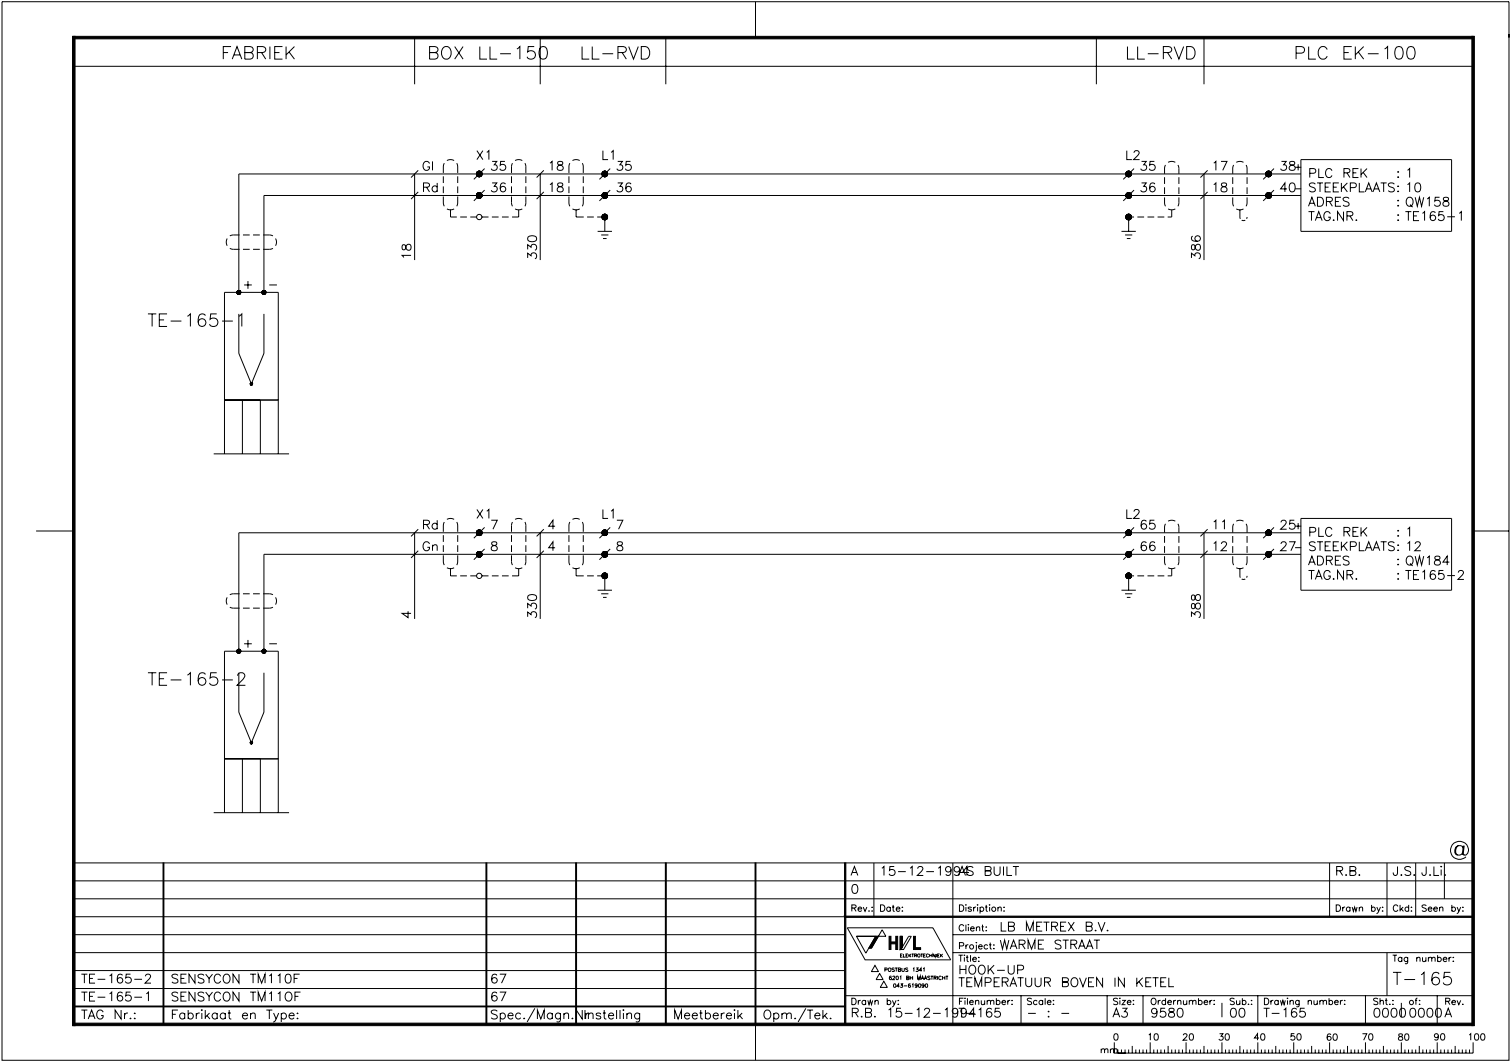 FABRIEK BOX LL-150 LL-RVD LL-RVD PLC EK-100
X1 L1 L2
Gl 35 18 35 35 17 38+
Rd 36 18 36 36 18 40-
PLC REK : 1
STEEKPLAATS: 10
ADRES : QW158
TAG.NR. : TE165-1
18 330 386
+ -
TE-165-1
X1 L1 L2
Rd 7 4 7 65 11 25+
Gn 8 4 8 66 12 27-
PLC REK : 1
STEEKPLAATS: 12
ADRES : QW184
TAG.NR. : TE165-2
4 330 388
+ -
TE-165-2
@
A 15-12-1994 AS BUILT R.B. J.S. J.Li.
0
Rev.: Date: Disription: Drawn by: Ckd: Seen by:
HVL
ELEKTROTECHNIEK
POSTBUS 1341
6201 BH MAASTRICHT
043-619090
Client: LB METREX B.V.
Project: WARME STRAAT
Title:
HOOK-UP
TEMPERATUUR BOVEN IN KETEL
Tag number:
T-165
TE-165-2 SENSYCON TM110F 67
TE-165-1 SENSYCON TM110F 67
TAG Nr.: Fabrikaat en Type: Spec./Magn.Nr. Instelling Meetbereik Opm./Tek.
Drawn by: Filenumber: Scale: Size: Ordernumber: Sub.: Drawing number: Sht.: of: Rev.
R.B. 15-12-1994 T-165 - : - A3 9580 00 T-165 0000 0000 A
0 10 20 30 40 50 60 70 80 90 100
mm